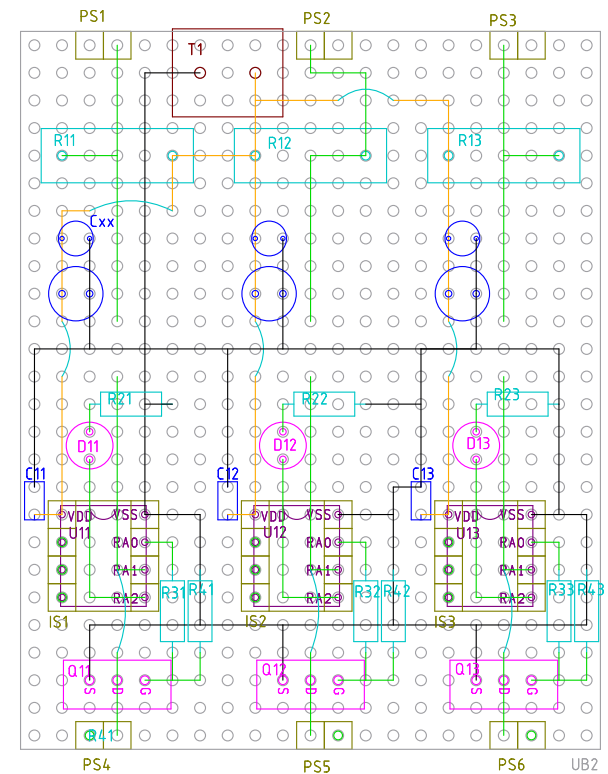 PS1 PS2 PS3
T1
R11 R12 R13
Cxx
R21 R22 R23
D11 D12 D13
C11 C12 C13
VDD VSS VDD VSS VDD VSS
U11 U12 U13
RA0 RA0 RA0
RA1 RA1 RA1
RA2 RA2 RA2
R31 R41 R32 R42 R33 R43
IS1 IS2 IS3
Q11 Q12 Q13
S D G S D G S D G
R41
PS4 PS5 PS6 UB2